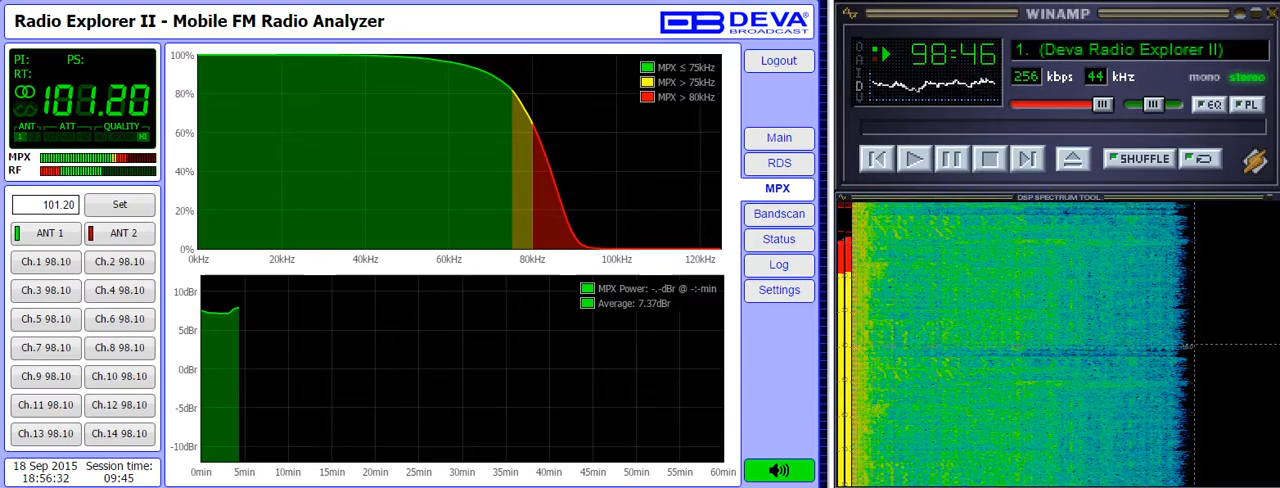 Radio Explorer II - Mobile FM Radio Analyzer
DEVA
BROADCAST
PI: PS:
RT:
101.20
ANT ATT QUALITY
1 HI
MPX
RF
101.20 Set
ANT 1 ANT 2
Ch.1 98.10 Ch.2 98.10
Ch.3 98.10 Ch.4 98.10
Ch.5 98.10 Ch.6 98.10
Ch.7 98.10 Ch.8 98.10
Ch.9 98.10 Ch.10 98.10
Ch.11 98.10 Ch.12 98.10
Ch.13 98.10 Ch.14 98.10
18 Sep 2015 Session time:
18:56:32 09:45
100%
80%
60%
40%
20%
0%
0kHz 20kHz 40kHz 60kHz 80kHz 100kHz 120kHz
MPX ≤ 75kHz
MPX > 75kHz
MPX > 80kHz
10dBr
5dBr
0dBr
-5dBr
-10dBr
0min 5min 10min 15min 20min 25min 30min 35min 40min 45min 50min 55min 60min
MPX Power: -.-dBr @ -:-min
Average: 7.37dBr
Logout
Main
RDS
MPX
Bandscan
Status
Log
Settings
WINAMP
O
A
I
D
V
98:46
1. (Deva Radio Explorer II)
256 kbps 44 kHz mono stereo
EQ PL
SHUFFLE
DSP SPECTRUM TOOL